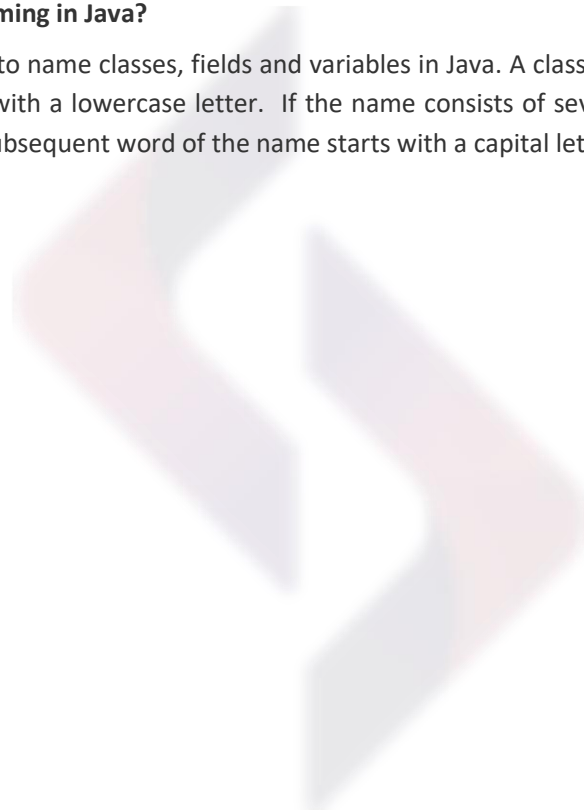 ming in Java?
to name classes, fields and variables in Java. A class
with a lowercase letter. If the name consists of sev
ubsequent word of the name starts with a capital let